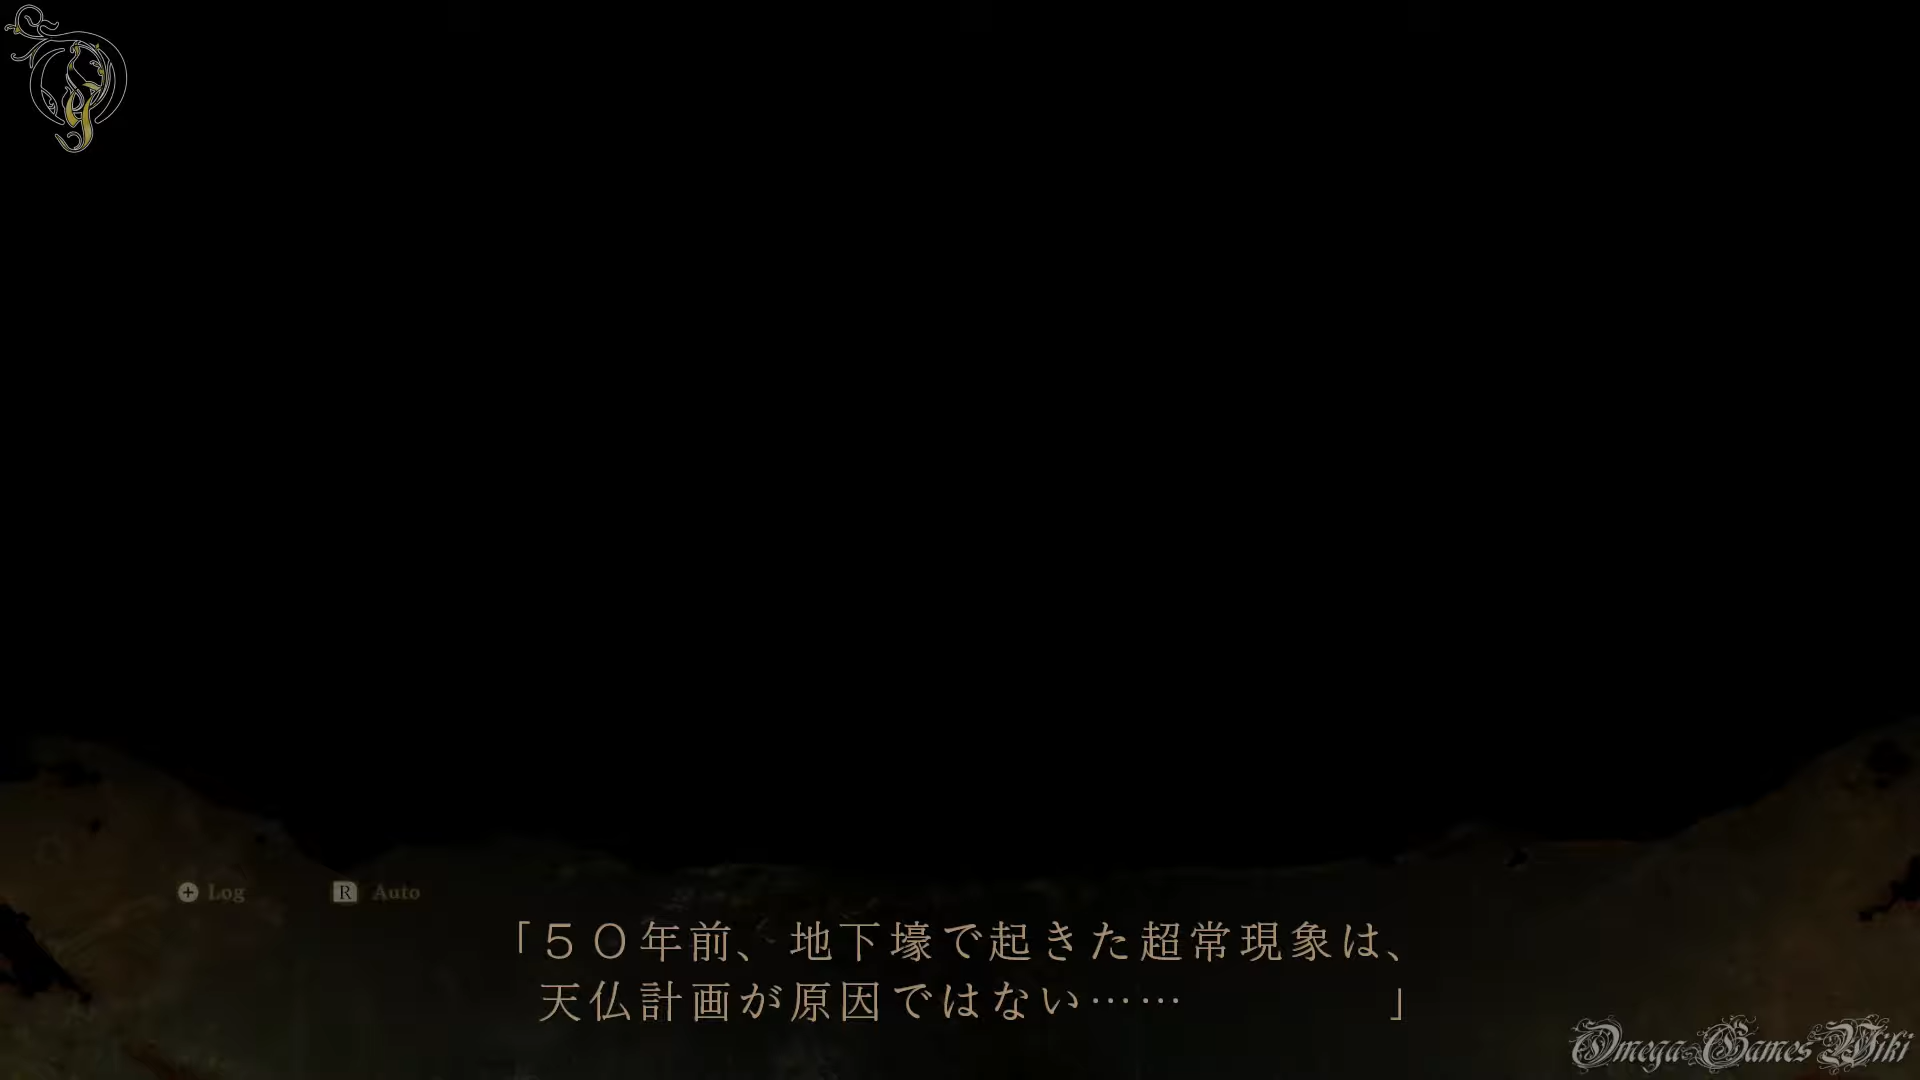 Log
R Auto
「５０年前、地下壕で起きた超常現象は、
天仏計画が原因ではない……」
Omega Games Wiki